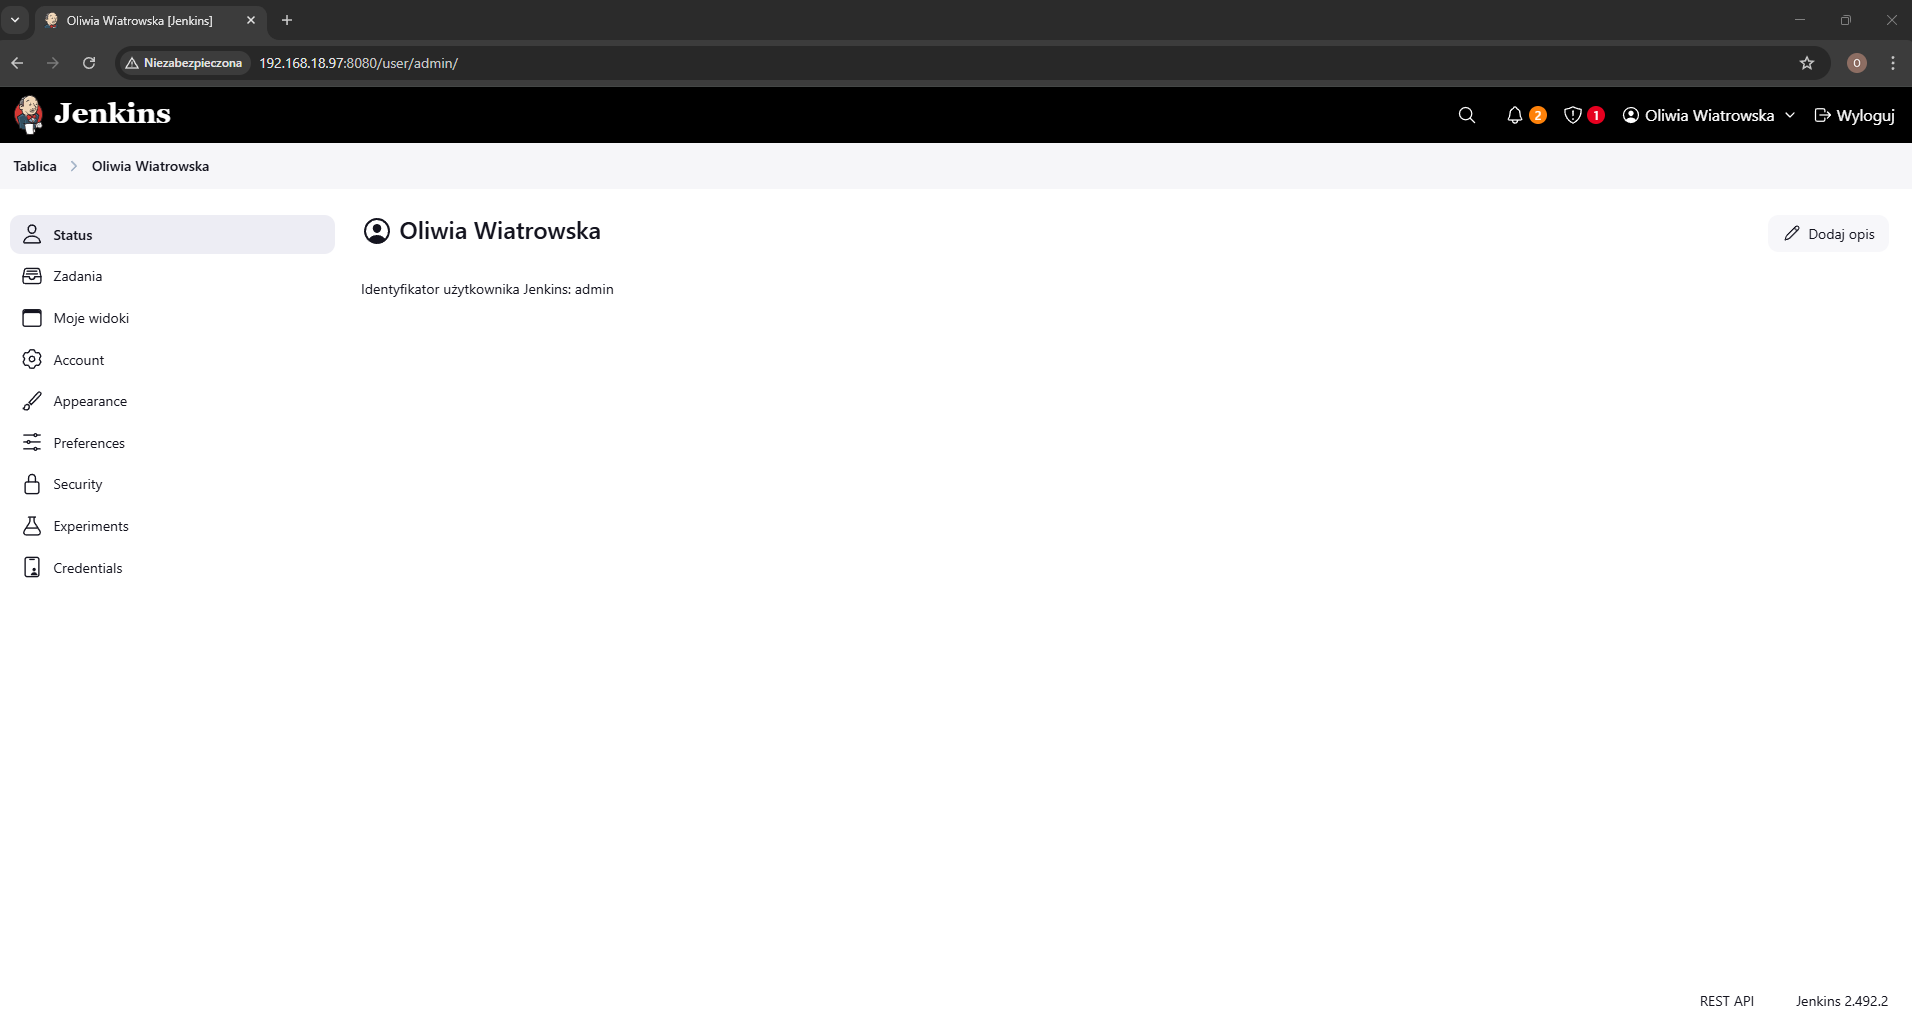 Oliwia Wiatrowska [Jenkins]
Niezabezpieczona 192.168.18.97:8080/user/admin/ O
Jenkins 2 1 Oliwia Wiatrowska Wyloguj
Tablica Oliwia Wiatrowska
Status
Zadania
Moje widoki
Account
Appearance
Preferences
Security
Experiments
Credentials
Oliwia Wiatrowska
Dodaj opis
Identyfikator użytkownika Jenkins: admin
REST API Jenkins 2.492.2